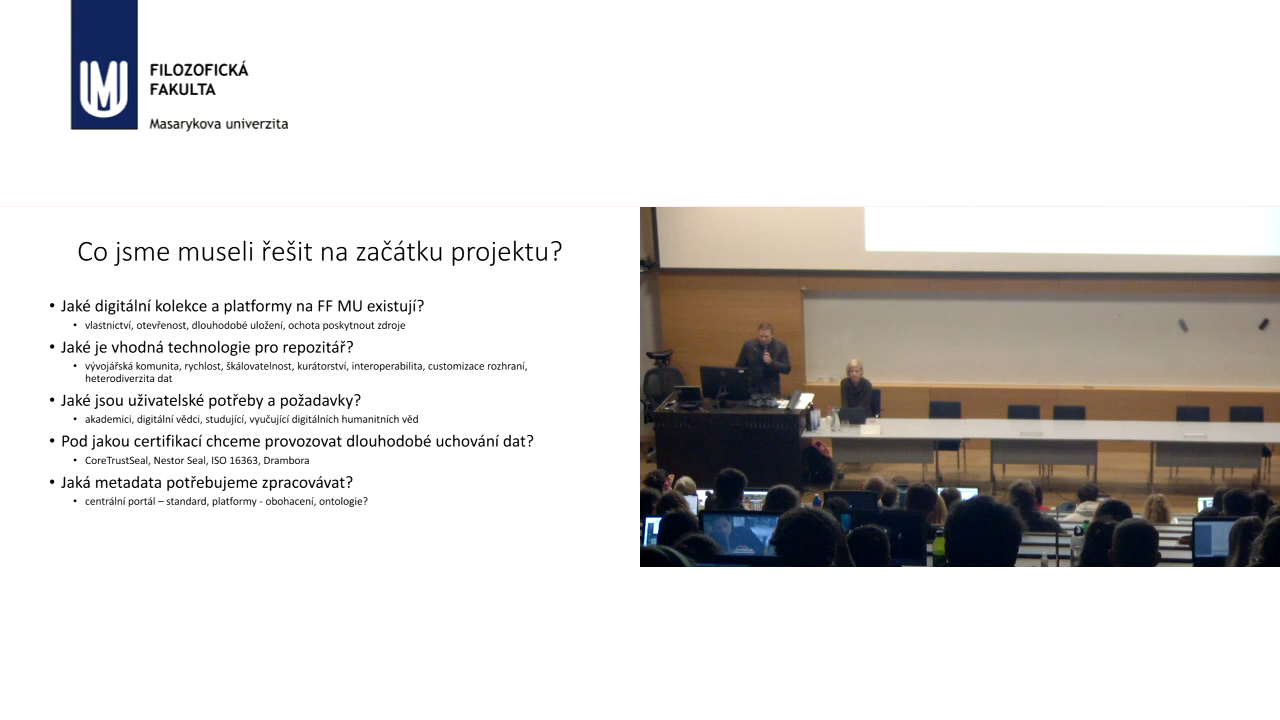 FILOZOFICKÁ
FAKULTA
Masarykova univerzita
Co jsme museli řešit na začátku projektu?
• Jaké digitální kolekce a platformy na FF MU existují?
• vlastnictví, otevřenost, dlouhodobé uložení, ochota poskytnout zdroje
• Jaké je vhodná technologie pro repozitář?
• vývojářská komunita, rychlost, škálovatelnost, kurátorství, interoperabilita, customizace rozhraní,
heterodiverzita dat
• Jaké jsou uživatelské potřeby a požadavky?
• akademici, digitální vědci, studující, vyučující digitálních humanitních věd
• Pod jakou certifikací chceme provozovat dlouhodobé uchování dat?
• CoreTrustSeal, Nestor Seal, ISO 16363, Drambora
• Jaká metadata potřebujeme zpracovávat?
• centrální portál – standard, platformy - obohacení, ontologie?